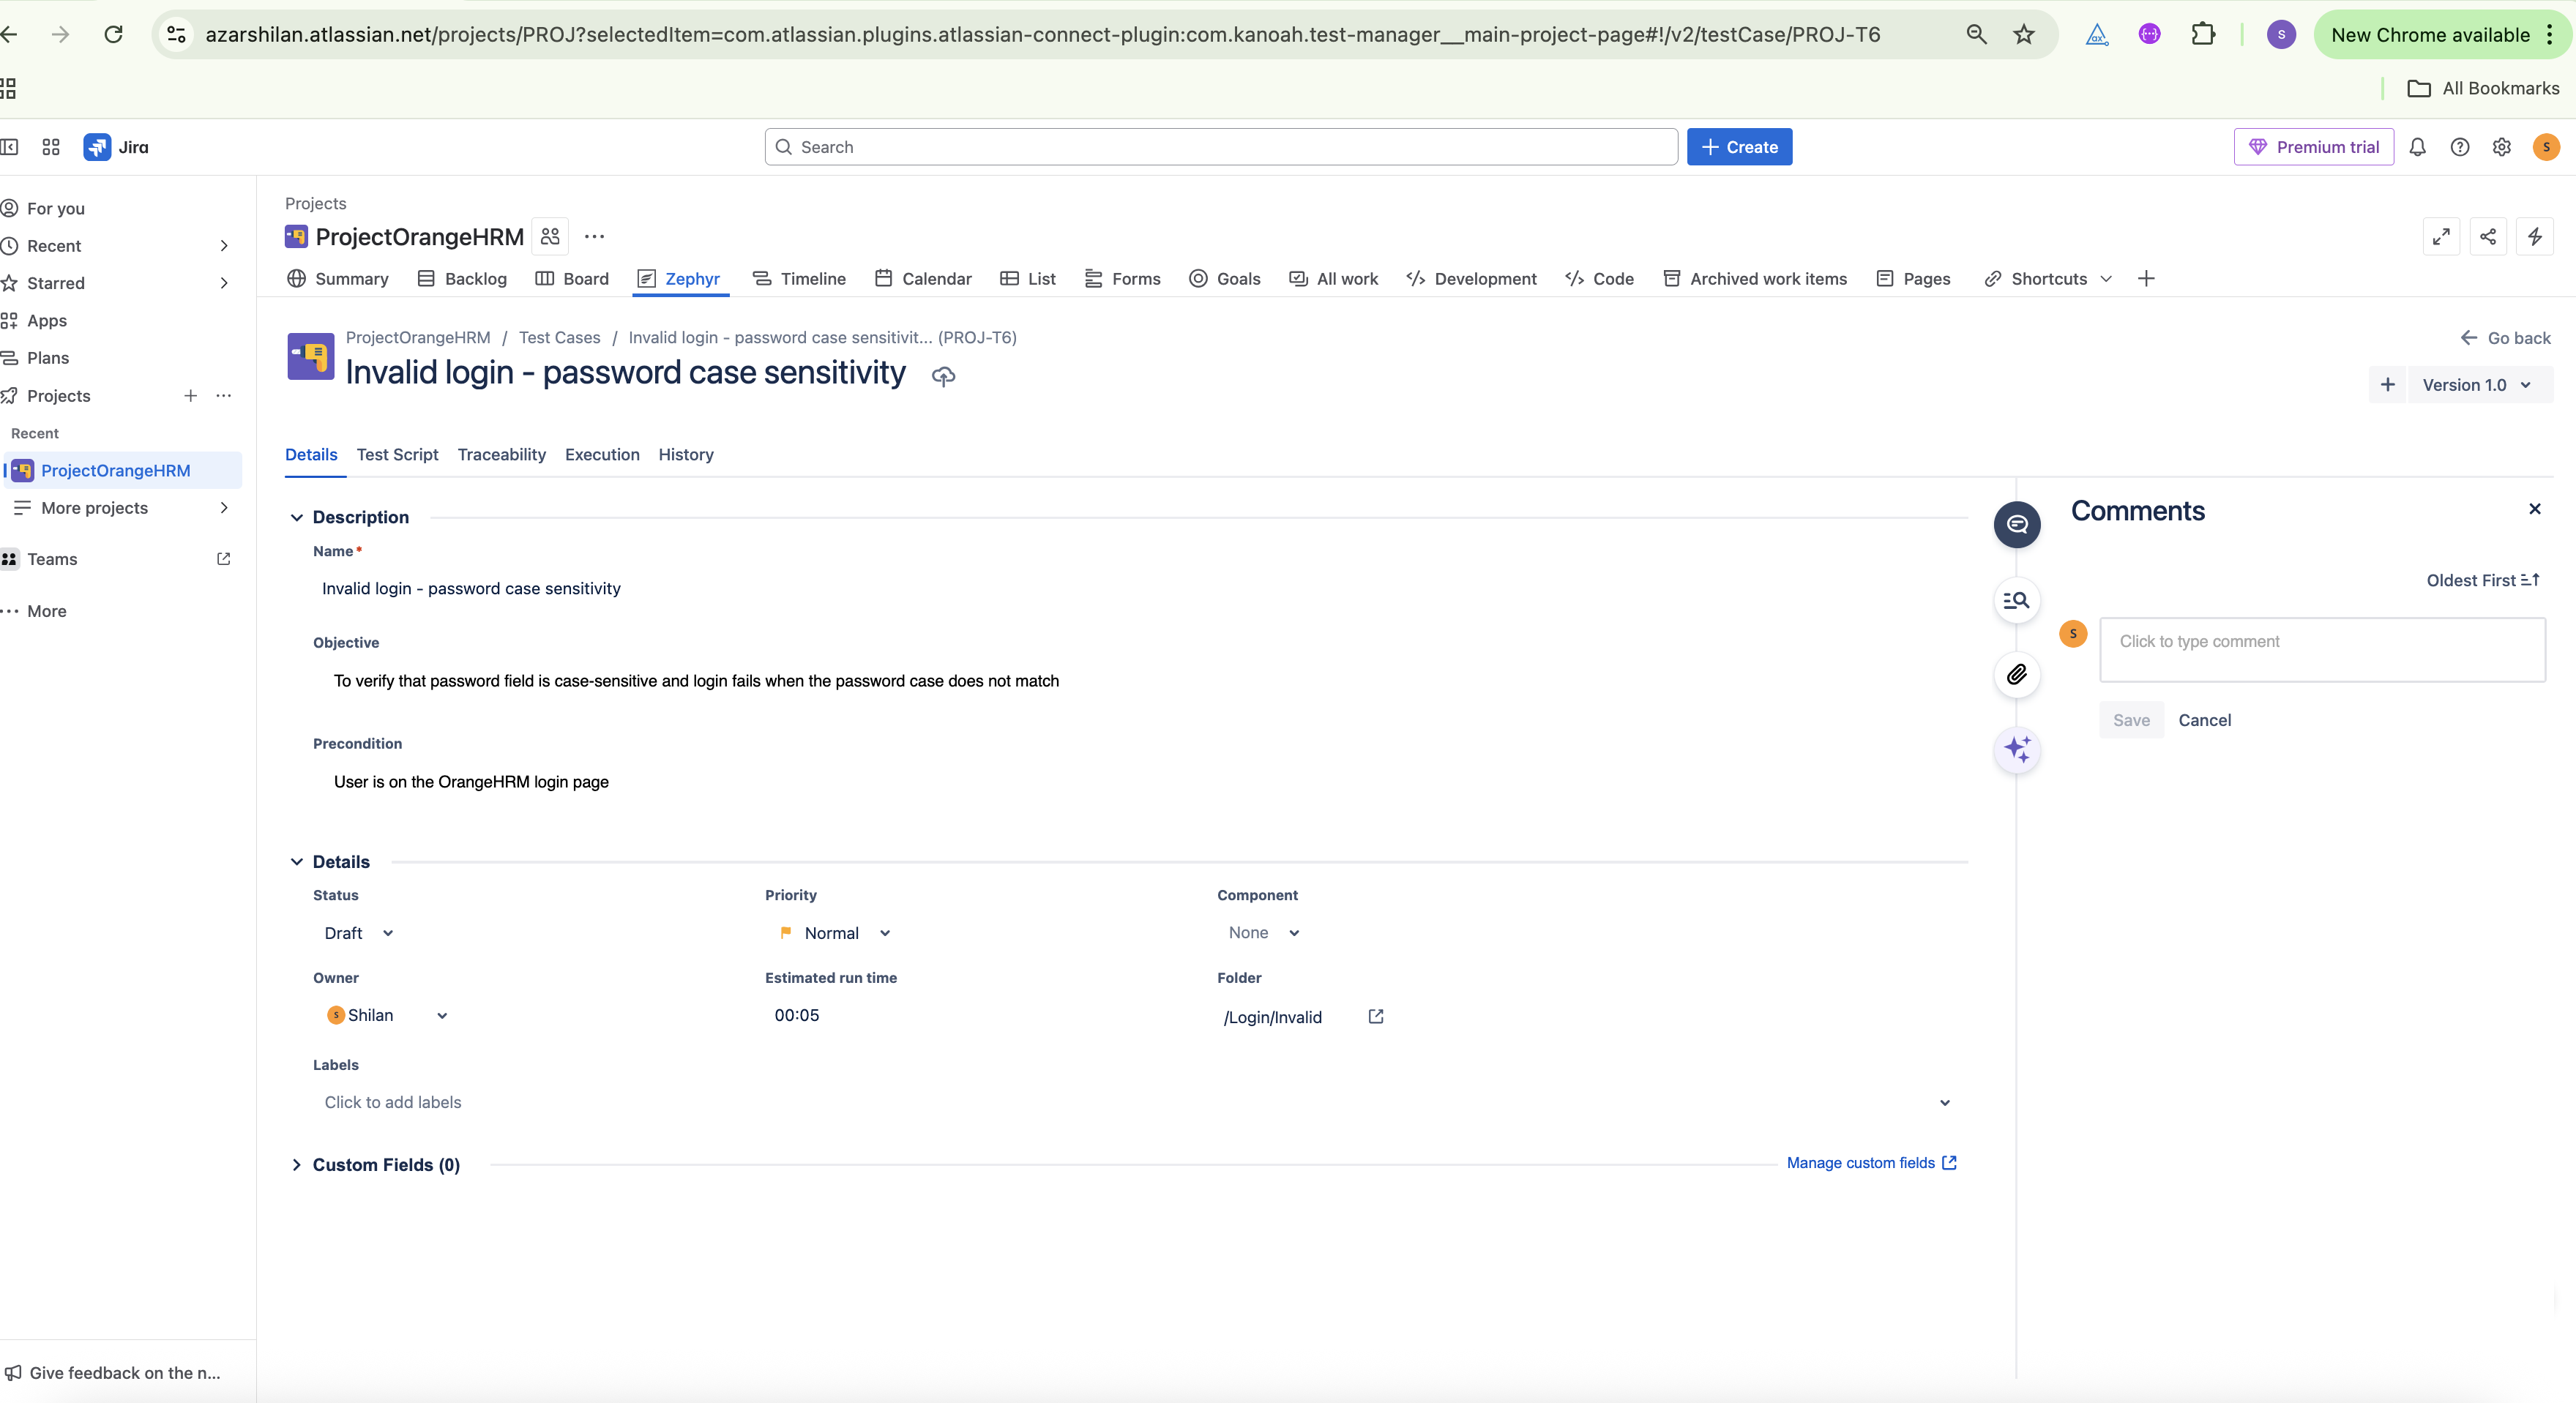 azarshilan.atlassian.net/projects/PROJ?selectedItem=com.atlassian.plugins.atlassian-connect-plugin:com.kanoah.test-manager__main-project-page#!/v2/testCase/PROJ-T6
S
New Chrome available
All Bookmarks
Jira
Search
Create
Premium trial
S
For you
Recent
Starred
Apps
Plans
Projects
Recent
ProjectOrangeHRM
More projects
Teams
More
Give feedback on the n...
Projects
ProjectOrangeHRM
Summary Backlog Board Zephyr Timeline Calendar List Forms Goals All work Development Code Archived work items Pages Shortcuts
ProjectOrangeHRM / Test Cases / Invalid login - password case sensitivit... (PROJ-T6)
Go back
Invalid login - password case sensitivity
Version 1.0
Details Test Script Traceability Execution History
Description
Name*
Invalid login - password case sensitivity
Objective
To verify that password field is case-sensitive and login fails when the password case does not match
Precondition
User is on the OrangeHRM login page
Details
Status Priority Component
Draft Normal None
Owner Estimated run time Folder
S Shilan 00:05 /Login/Invalid
Labels
Click to add labels
Custom Fields (0)
Manage custom fields
Comments
Oldest First
S
Click to type comment
Save Cancel